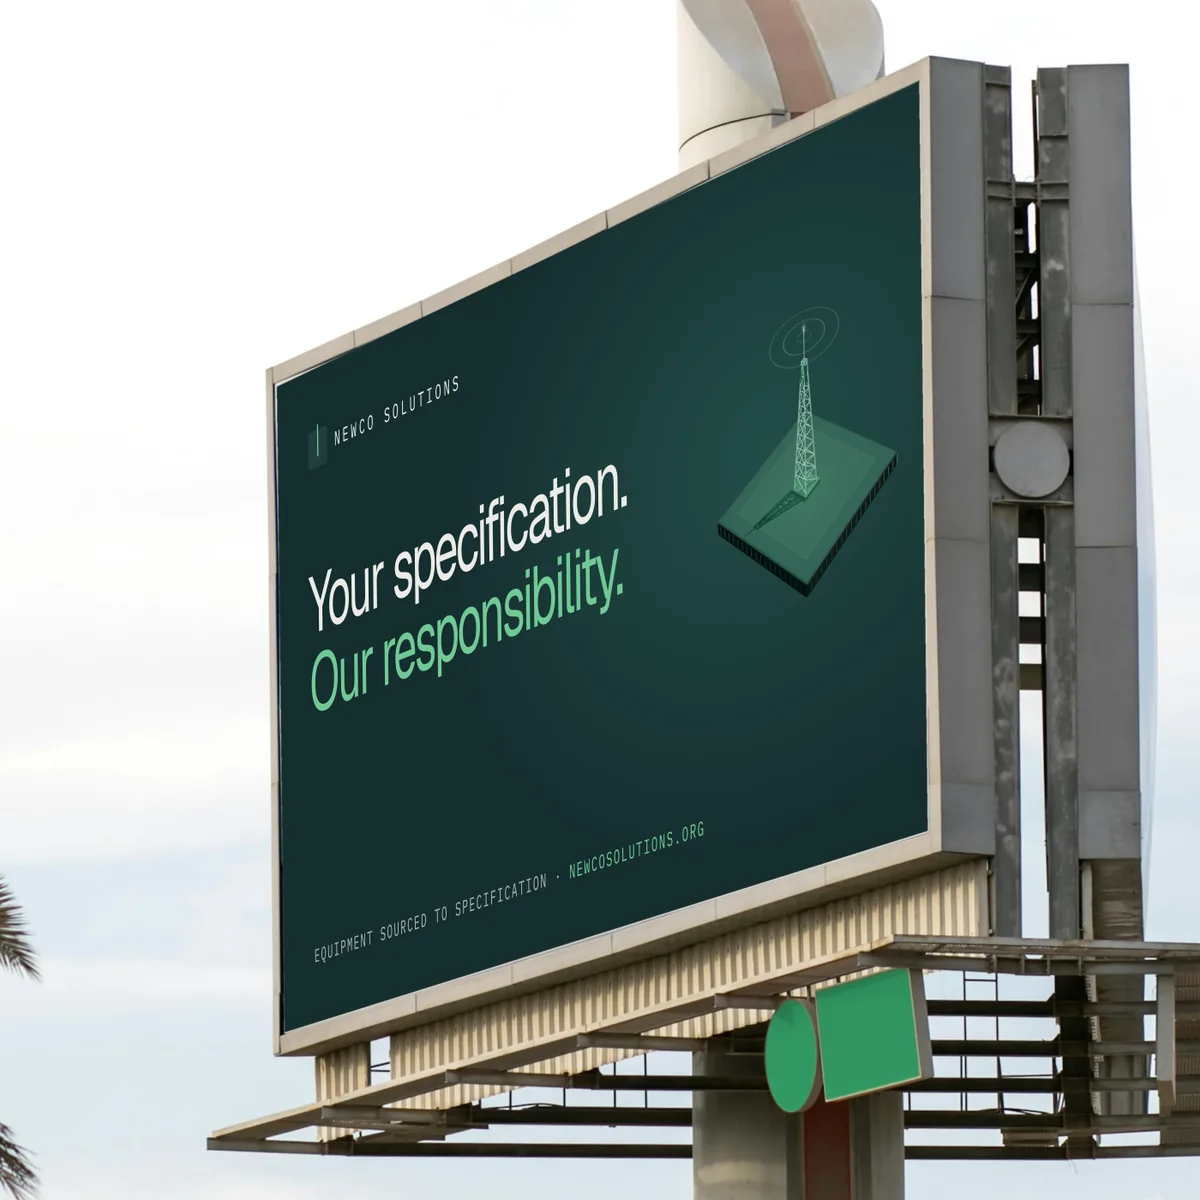 NEWCO SOLUTIONS
Your specification.
Our responsibility.
EQUIPMENT SOURCED TO SPECIFICATION · NEWCOSOLUTIONS.ORG